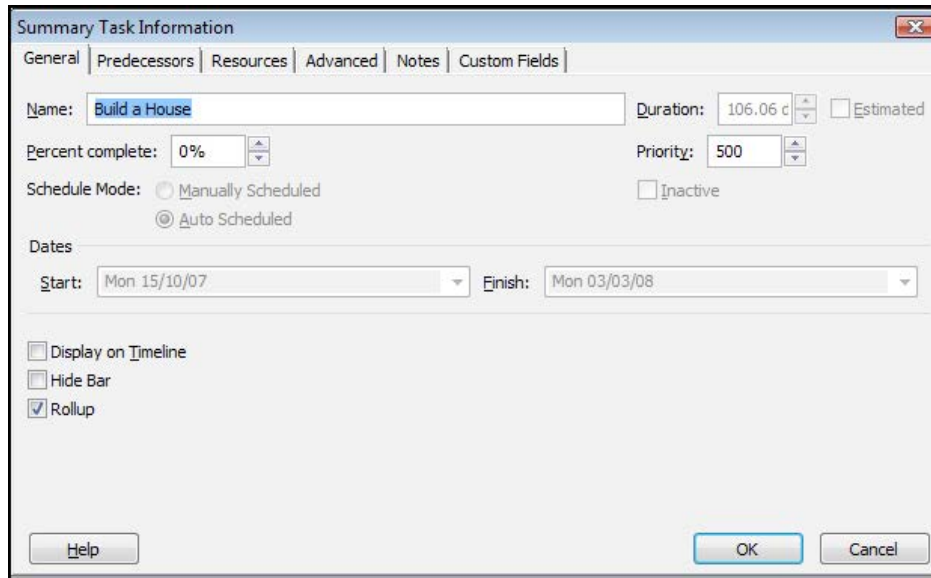 Summary Task Information
General Predecessors Resources Advanced Notes Custom Fields
Name: Build a House Duration: 106.06 d Estimated
Percent complete: 0% Priority: 500
Schedule Mode: Manually Scheduled Inactive
Auto Scheduled
Dates
Start: Mon 15/10/07 Finish: Mon 03/03/08
Display on Timeline
Hide Bar
Rollup
Help OK Cancel